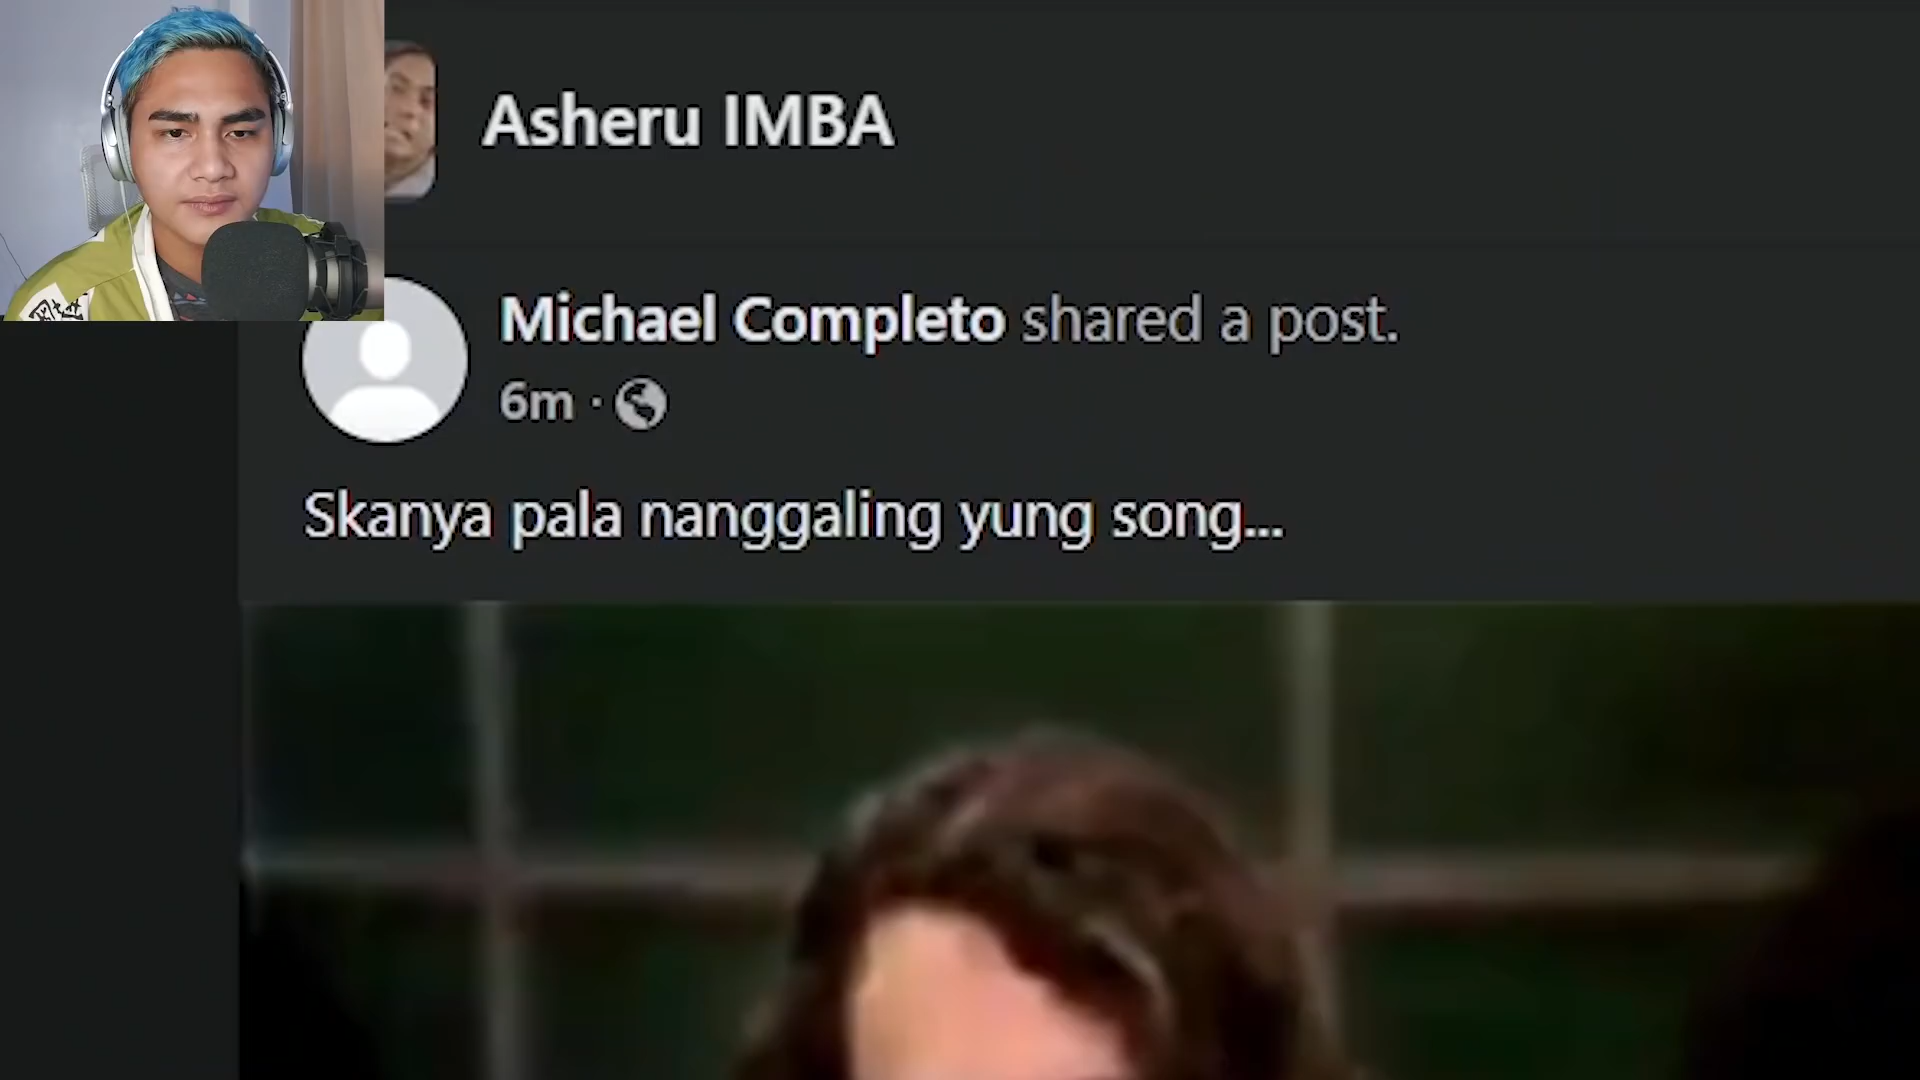 Asheru IMBA
Michael Completo shared a post.
6m ·
Skanya pala nanggaling yung song...